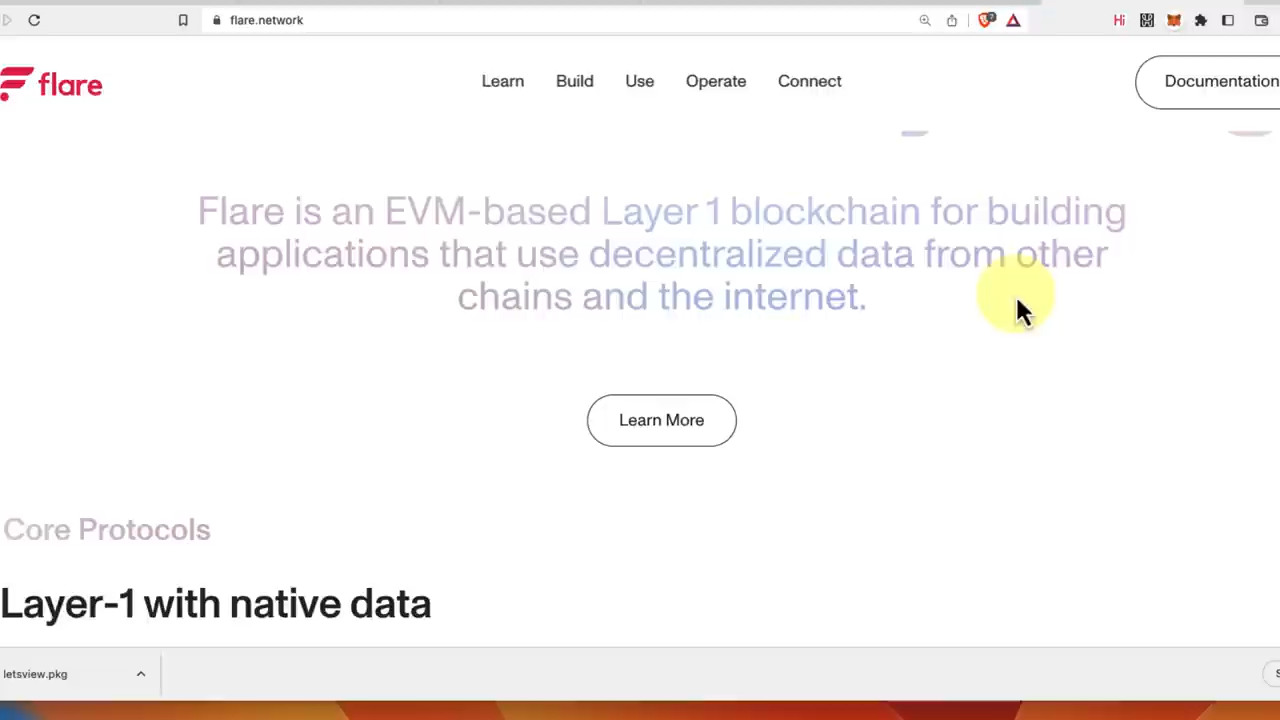 flare.network
Hi
flare
Learn
Build
Use
Operate
Connect
Documentation
Flare is an EVM-based Layer 1 blockchain for building
applications that use decentralized data from other
chains and the internet.
Learn More
Core Protocols
Layer-1 with native data
letsview.pkg